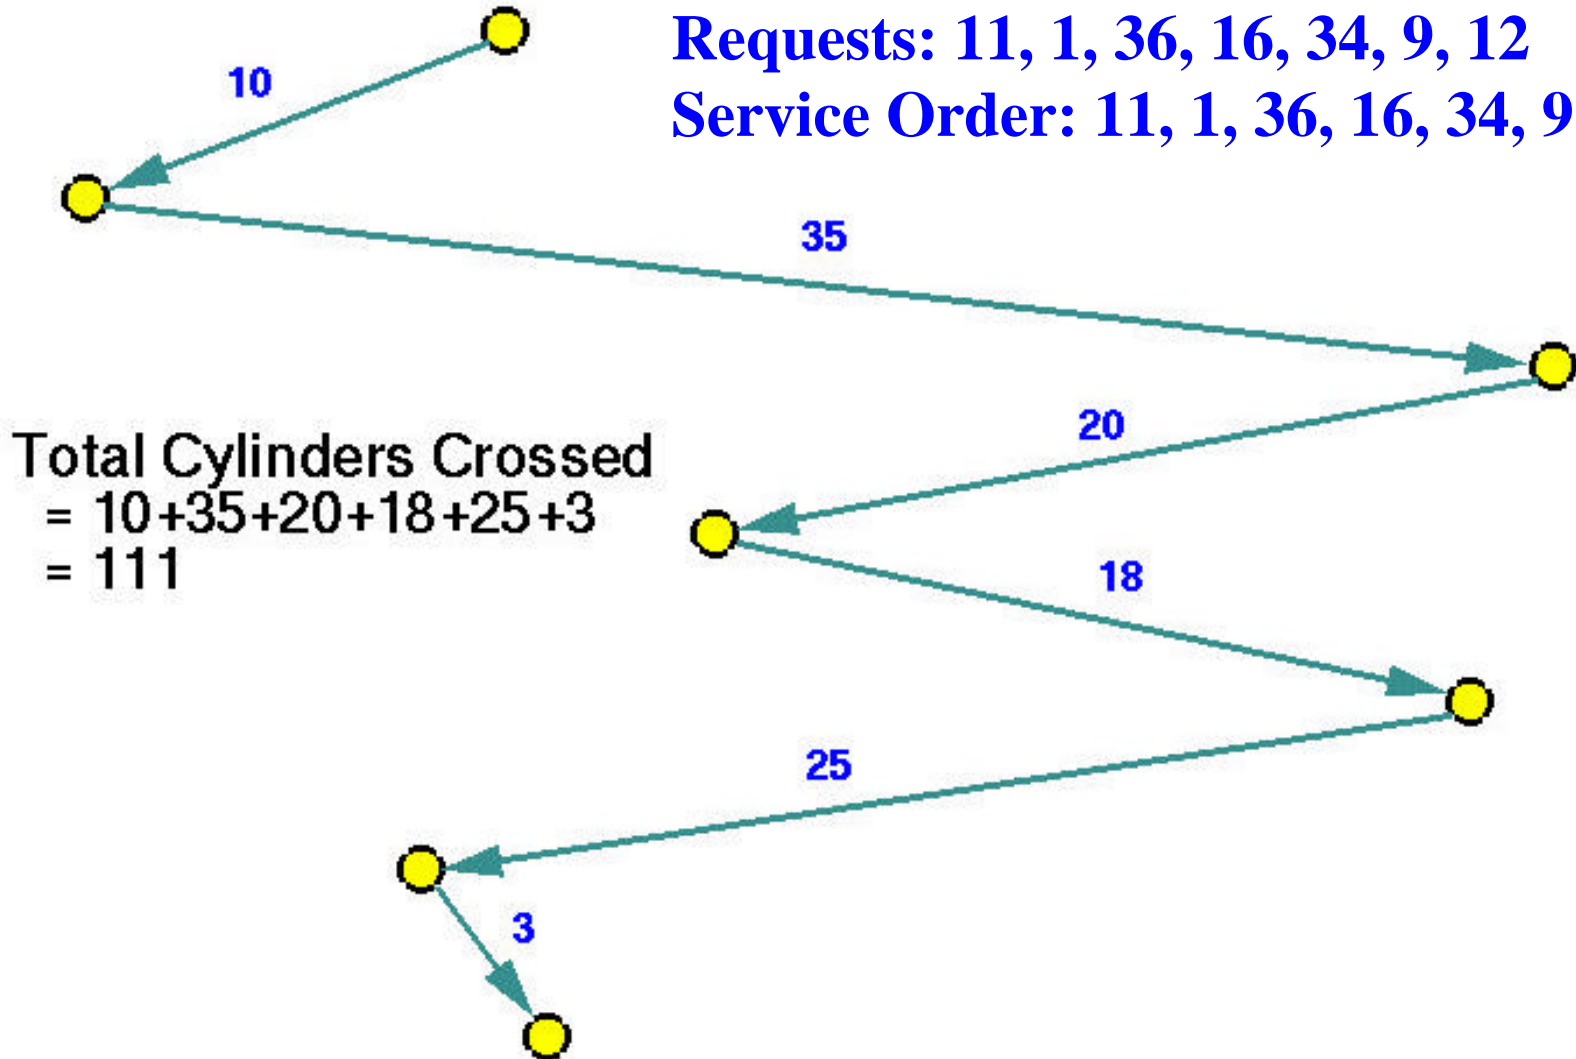 Requests: 11, 1, 36, 16, 34, 9, 12
Service Order: 11, 1, 36, 16, 34, 9
10
35
20
Total Cylinders Crossed
= 10+35+20+18+25+3
= 111
18
25
3